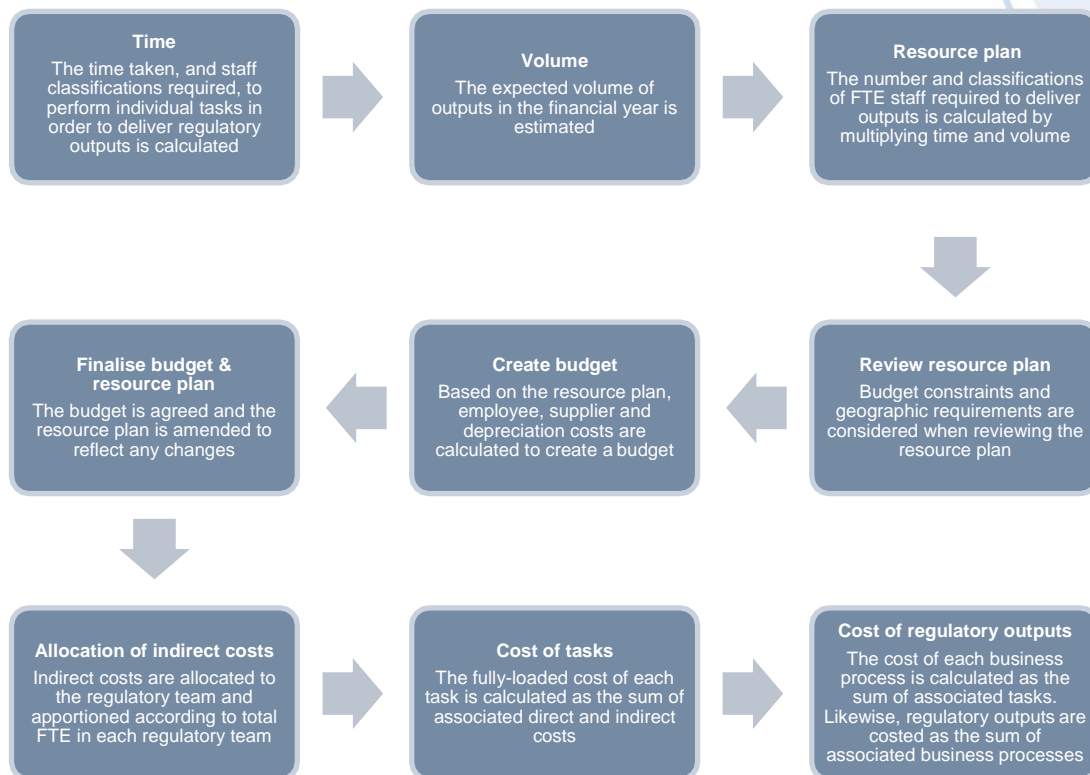 Time
The time taken, and staff
classifications required, to
perform individual tasks in
order to deliver regulatory
outputs is calculated
Volume
The expected volume of
outputs in the financial year is
estimated
Resource plan
The number and classifications
of FTE staff required to deliver
outputs is calculated by
multiplying time and volume
Review resource plan
Budget constraints and
geographic requirements are
considered when reviewing the
resource plan
Create budget
Based on the resource plan,
employee, supplier and
depreciation costs are
calculated to create a budget
Finalise budget &
resource plan
The budget is agreed and the
resource plan is amended to
reflect any changes
Allocation of indirect costs
Indirect costs are allocated to
the regulatory team and
apportioned according to total
FTE in each regulatory team
Cost of tasks
The fully-loaded cost of each
task is calculated as the sum of
associated direct and indirect
costs
Cost of regulatory outputs
The cost of each business
process is calculated as the
sum of associated tasks.
Likewise, regulatory outputs are
costed as the sum of
associated business processes